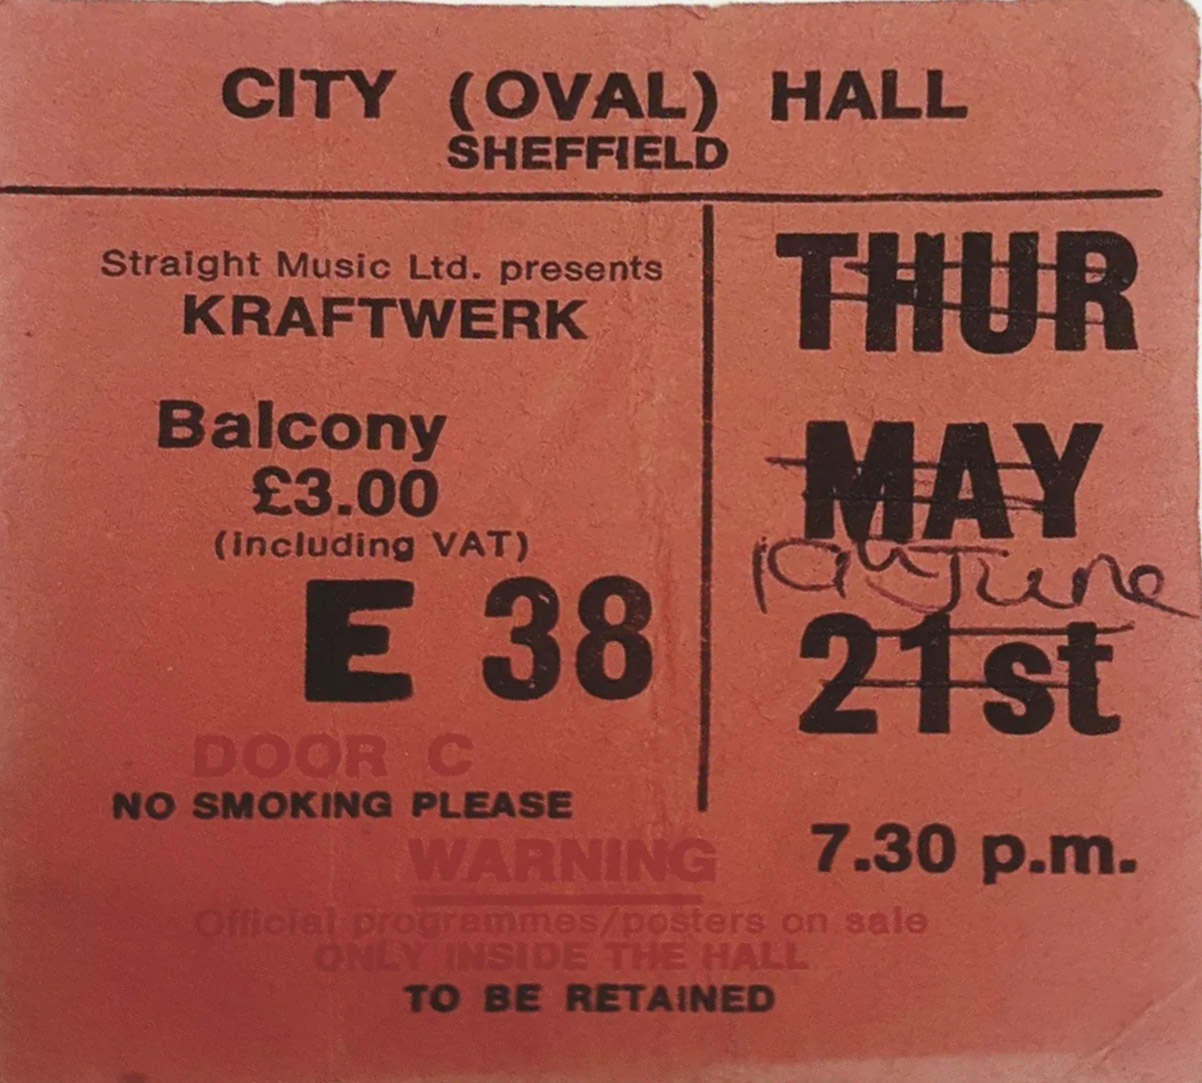 CITY (OVAL) HALL
SHEFFIELD
Straight Music Ltd. presents
KRAFTWERK
Balcony
£3.00
(including VAT)
E 38
DOOR C
NO SMOKING PLEASE
WARNING
Official programmes/posters on sale
ONLY INSIDE THE HALL
TO BE RETAINED
THUR
MAY
June
21st
7.30 p.m.